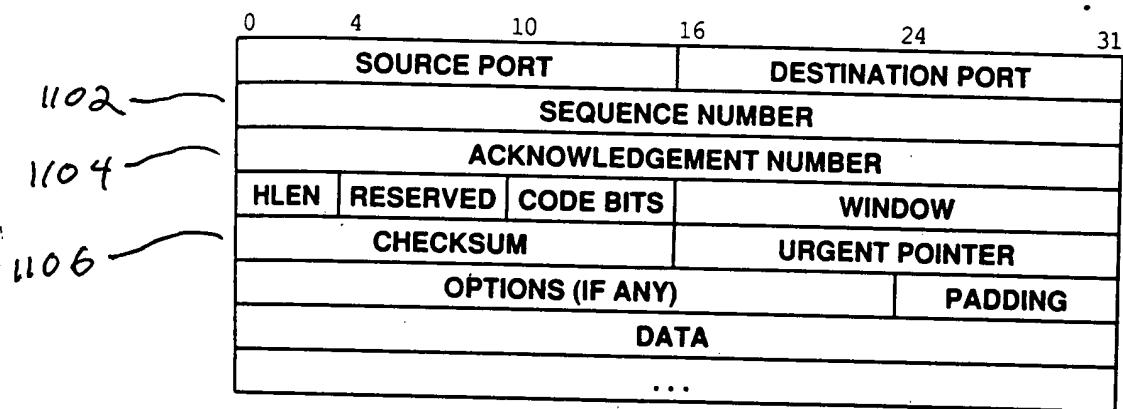 0 4 10 16 24 31
SOURCE PORT DESTINATION PORT
1102 SEQUENCE NUMBER
1104 ACKNOWLEDGEMENT NUMBER
HLEN RESERVED CODE BITS WINDOW
1106 CHECKSUM URGENT POINTER
OPTIONS (IF ANY) PADDING
DATA
...